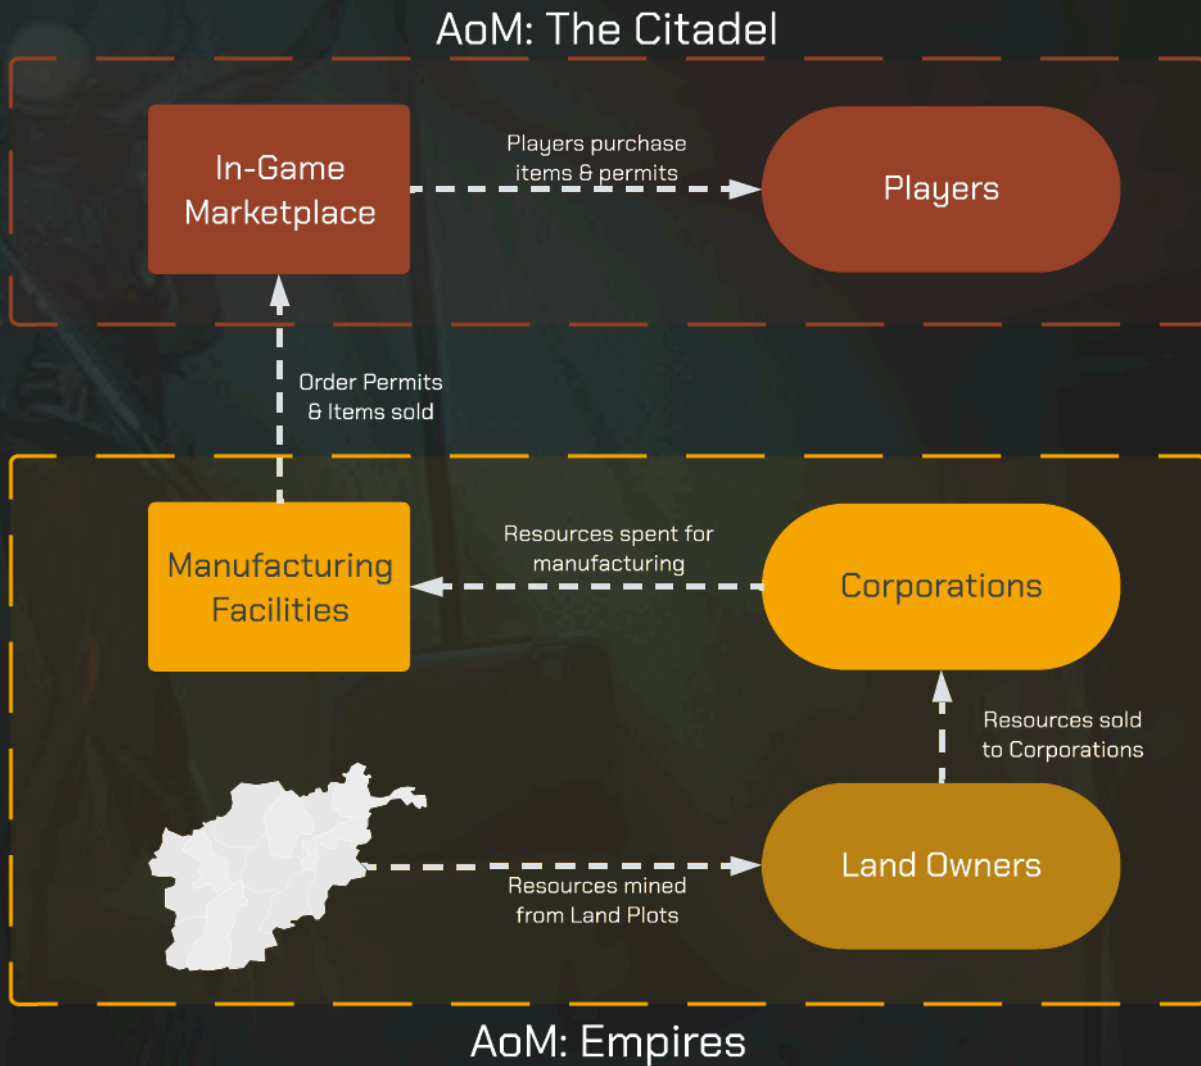 AoM: The Citadel
In-Game
Marketplace
Players purchase
items & permits
Players
Order Permits
& Items sold
Manufacturing
Facilities
Resources spent for
manufacturing
Corporations
Resources sold
to Corporations
Resources mined
from Land Plots
Land Owners
AoM: Empires